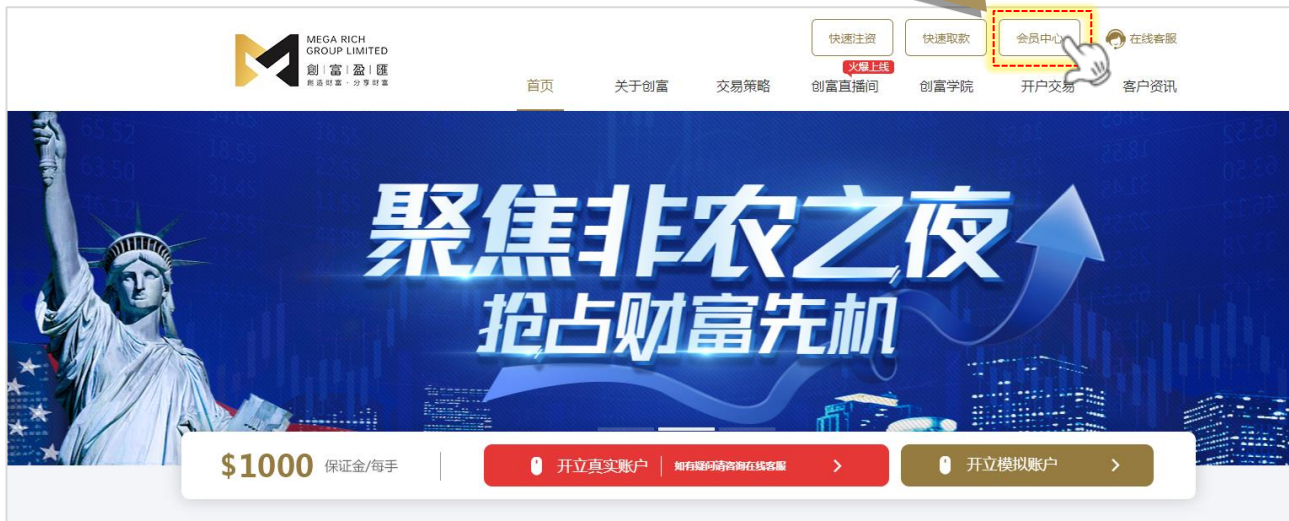 MEGA RICH
GROUP LIMITED
創富盈匯
創造财富·分享财富
快速注资
快速取款
会员中心
在线客服
火爆上线
首页
关于创富
交易策略
创富直播间
创富学院
开户交易
客户资讯
聚焦非农之夜
抢占财富先机
$1000 保证金/每手
开立真实账户 如有疑问请咨询在线客服
开立模拟账户